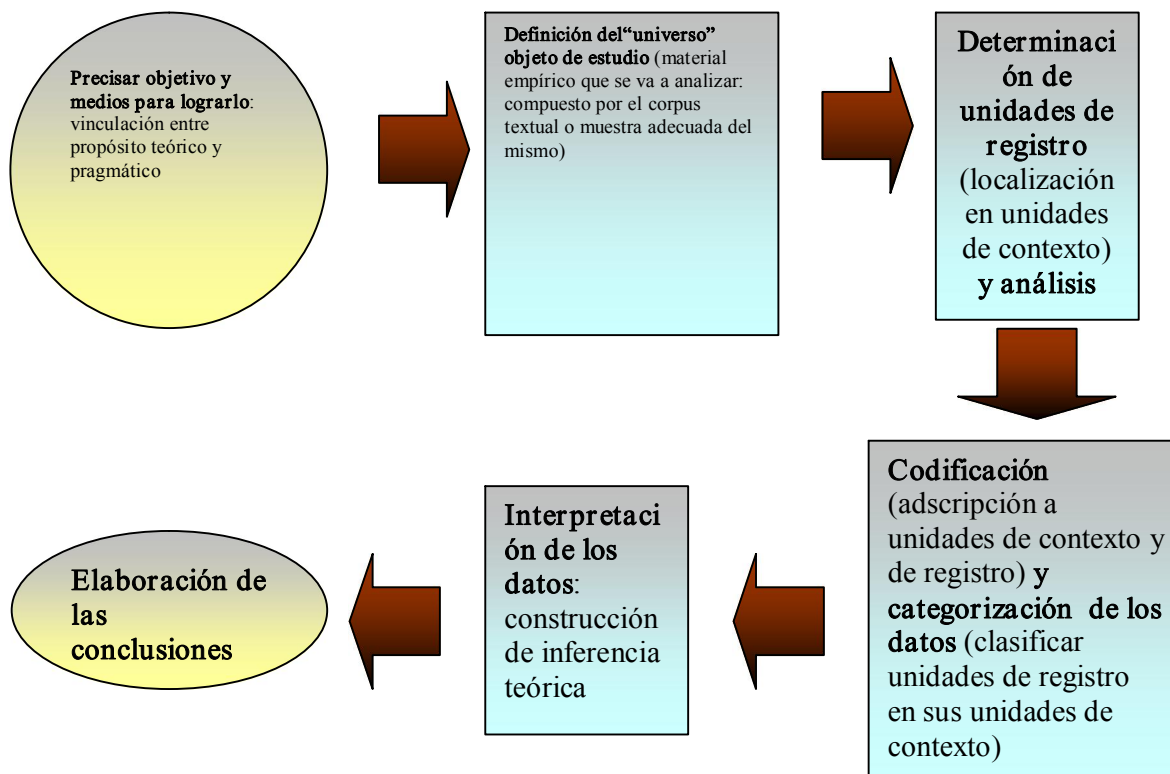 Precisar objetivo y
medios para lograrlo:
vinculación entre
propósito teórico y
pragmático
Definición del“universo”
objeto de estudio (material
empírico que se va a analizar:
compuesto por el corpus
textual o muestra adecuada del
mismo)
Determinaci
ón de
unidades de
registro
(localización
en unidades
de contexto)
y análisis
Codificación
(adscripción a
unidades de contexto y
de registro) y
categorización de los
datos (clasificar
unidades de registro
en sus unidades de
contexto)
Interpretaci
ón de los
datos:
construcción
de inferencia
teórica
Elaboración de
las
conclusiones